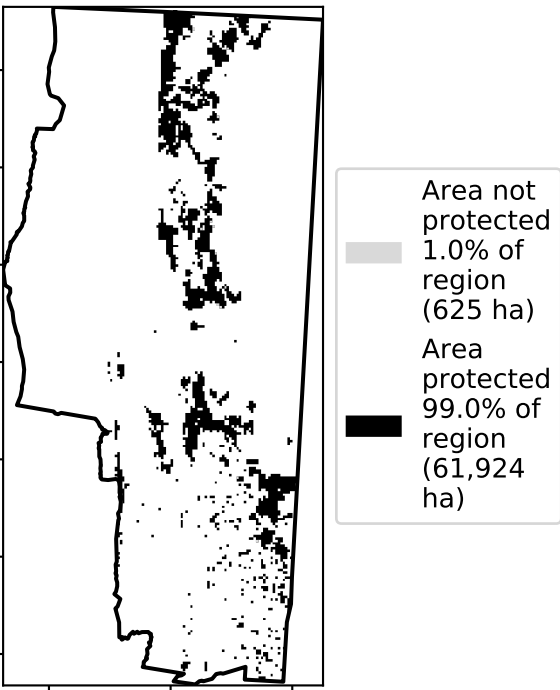 Area not
protected
1.0% of
region
(625 ha)
Area
protected
99.0% of
region
(61,924
ha)